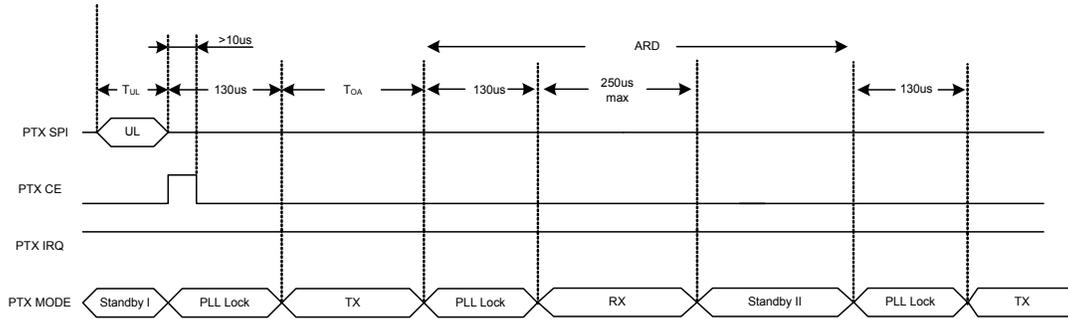 >10us
ARD
TUL
130us
TOA
130us
250us
max
130us
PTX SPI
UL
PTX CE
PTX IRQ
PTX MODE
Standby I
PLL Lock
TX
PLL Lock
RX
Standby II
PLL Lock
TX